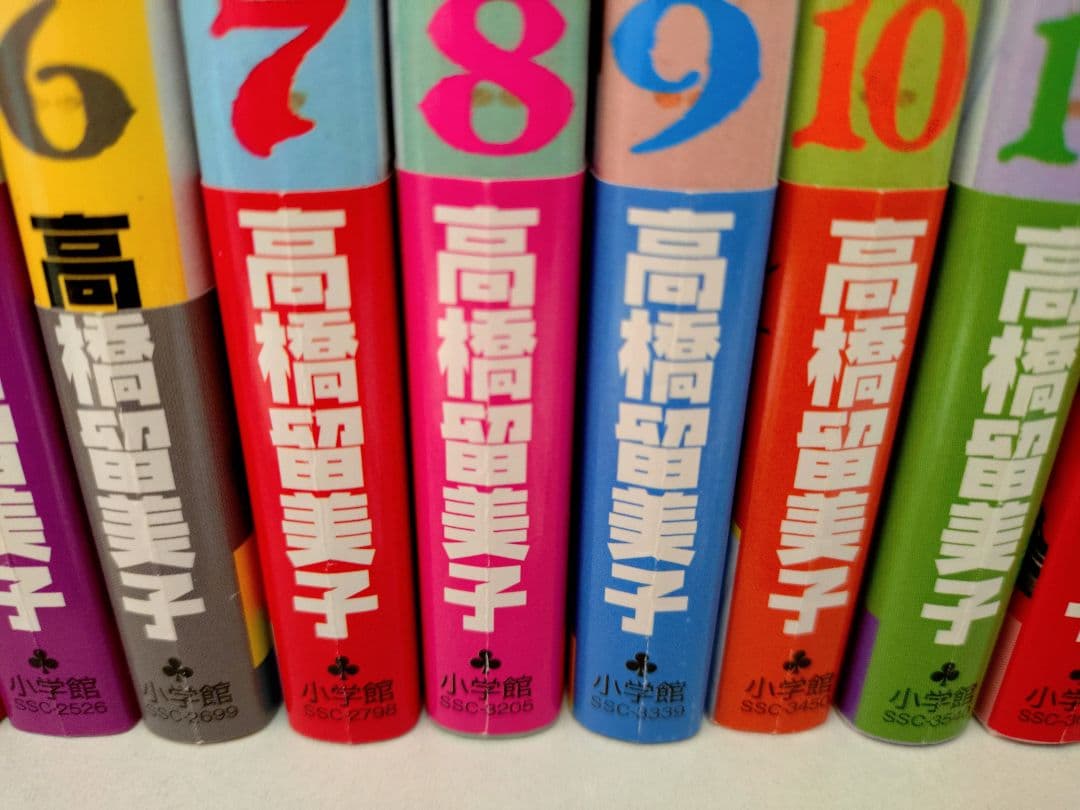 美子
小学館
SSC-2526
6
高橋留美子
小学館
SSC-2699
7
高橋留美子
小学館
SSC-2798
8
高橋留美子
小学館
SSC-3205
9
高橋留美子
小学館
SSC-3339
10
高橋留美子
小学館
SSC-3450
1
高橋留美子
小学館